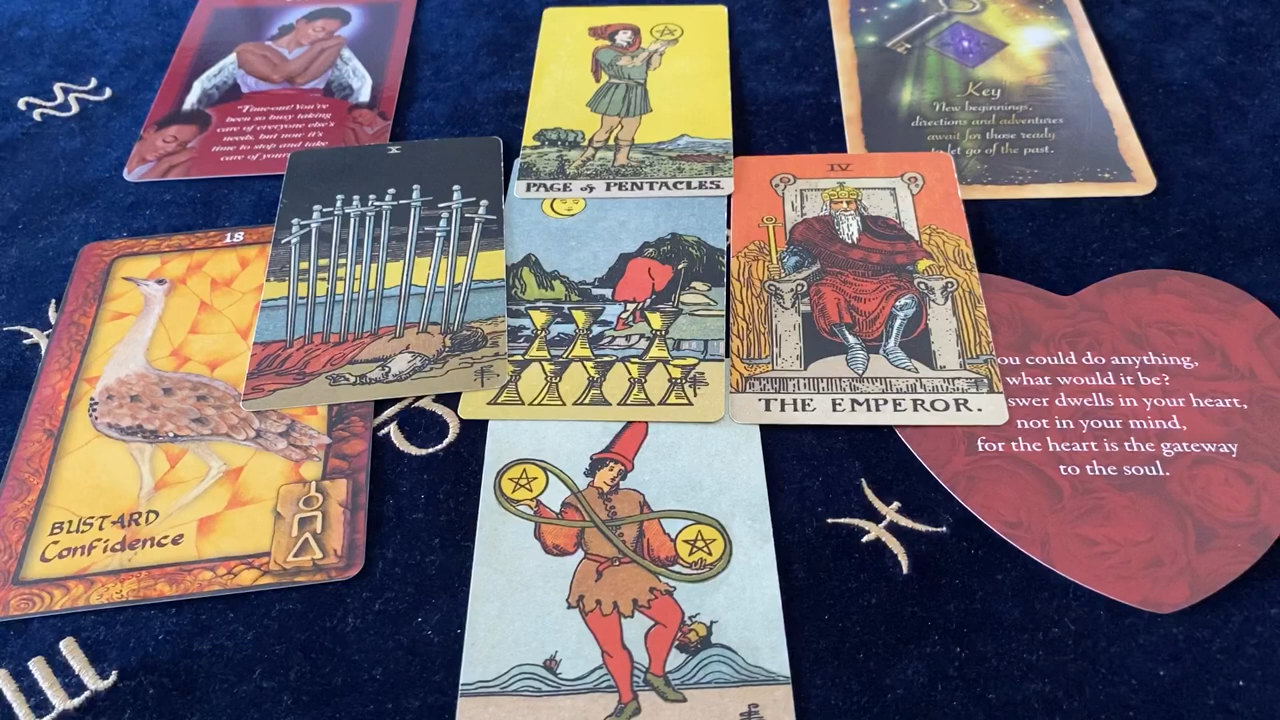 "Time-out! You've
been so busy taking
care of everyone else's
needs, but now it's
time to stop and take
care of
PAGE of PENTACLES.
Key
New beginnings,
directions and adventures
await for those ready
to let go of the past.
X
IV
THE EMPEROR.
18
BUSTARD
Confidence
ou could do anything,
what would it be?
swer dwells in your heart,
not in your mind,
for the heart is the gateway
to the soul.